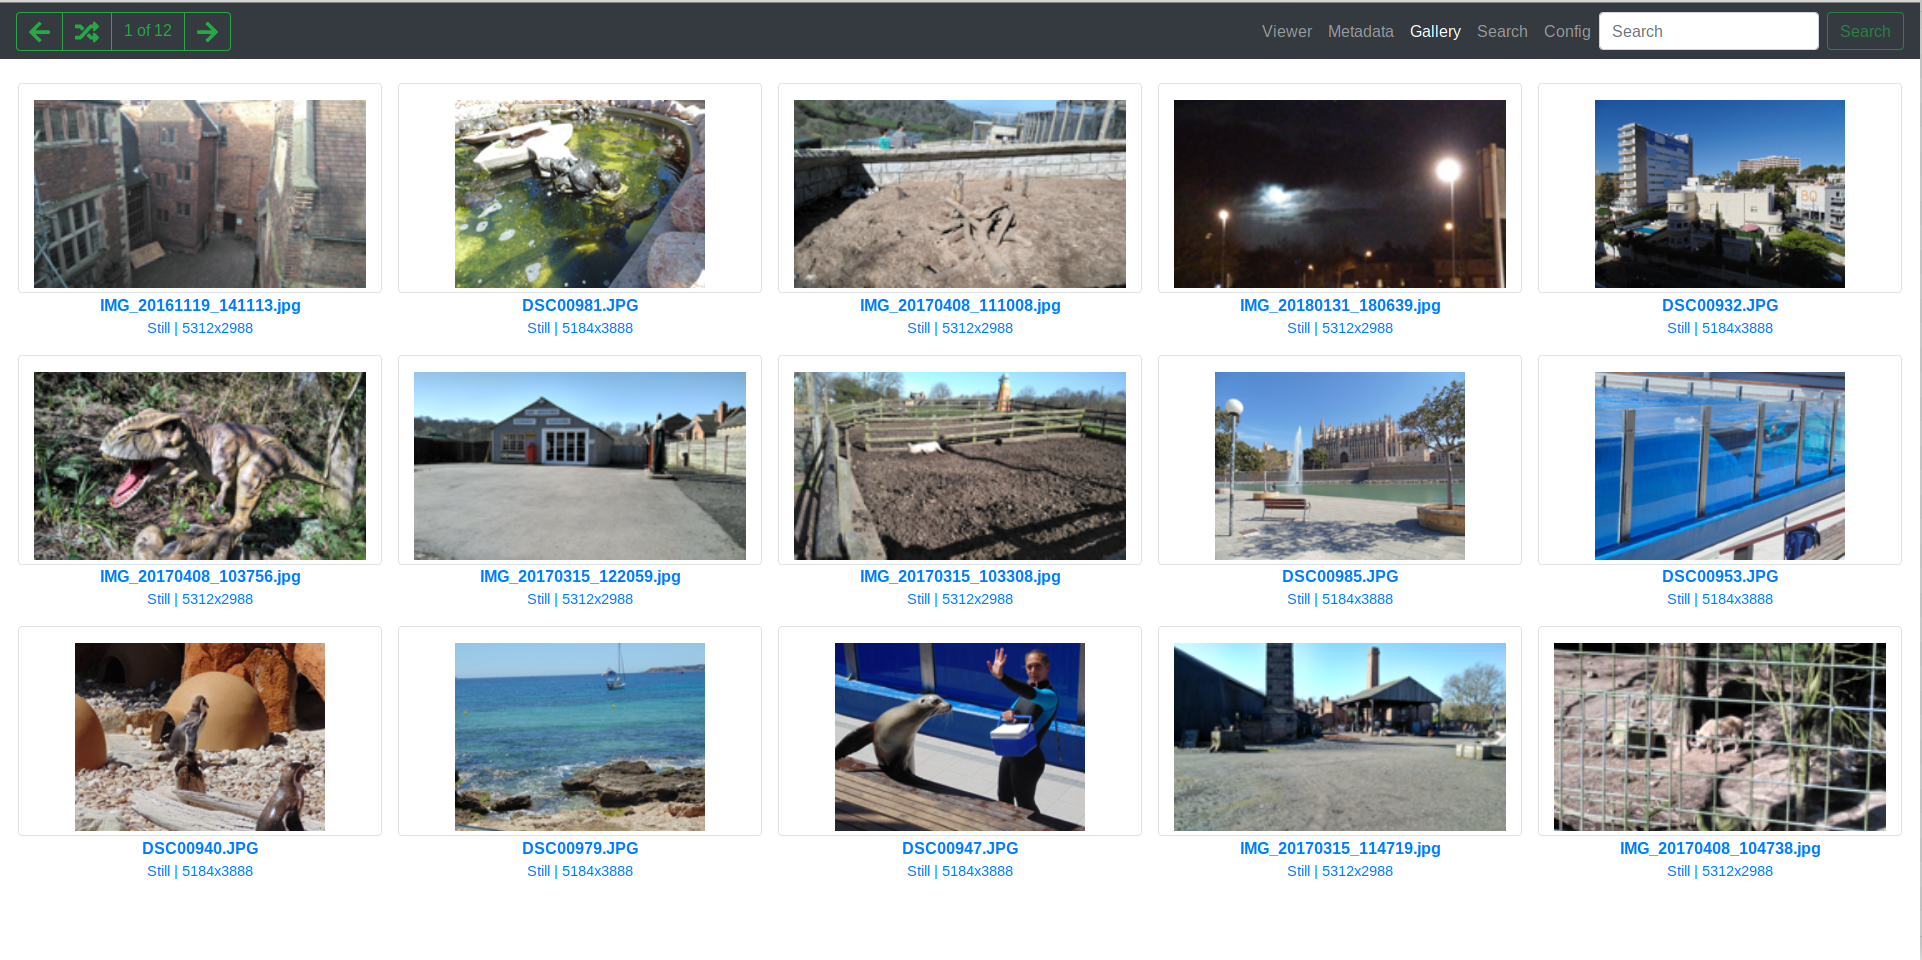 1 of 12
Viewer Metadata Gallery Search Config Search Search
IMG_20161119_141113.jpg
Still | 5312x2988
DSC00981.JPG
Still | 5184x3888
IMG_20170408_111008.jpg
Still | 5312x2988
IMG_20180131_180639.jpg
Still | 5312x2988
DSC00932.JPG
Still | 5184x3888
IMG_20170408_103756.jpg
Still | 5312x2988
IMG_20170315_122059.jpg
Still | 5312x2988
IMG_20170315_103308.jpg
Still | 5312x2988
DSC00985.JPG
Still | 5184x3888
DSC00953.JPG
Still | 5184x3888
DSC00940.JPG
Still | 5184x3888
DSC00979.JPG
Still | 5184x3888
DSC00947.JPG
Still | 5184x3888
IMG_20170315_114719.jpg
Still | 5312x2988
IMG_20170408_104738.jpg
Still | 5312x2988